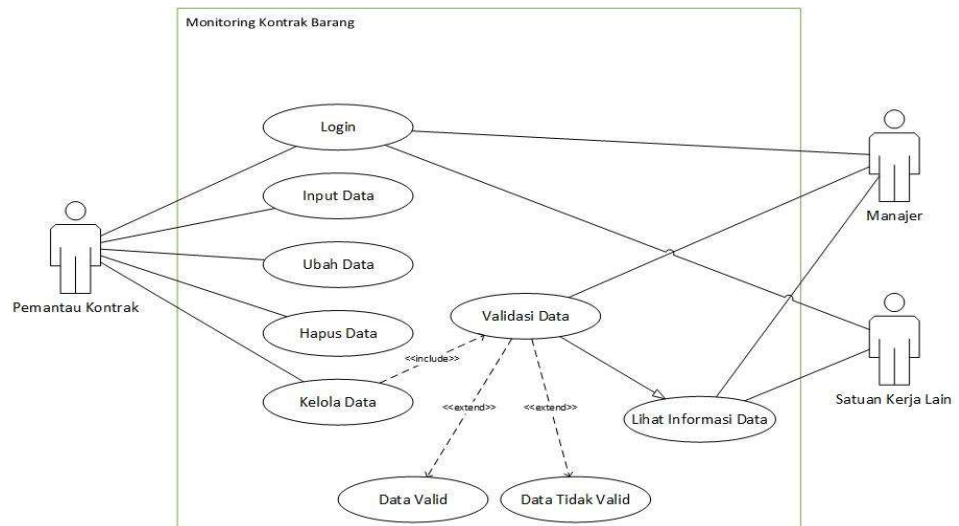 Monitoring Kontrak Barang
Login
Input Data
Manajer
Ubah Data
Pemantau Kontrak
Validasi Data
Hapus Data
<<include>>
Kelola Data
<<extend>>
<<extend>>
Lihat Informasi Data
Satuan Kerja Lain
Data Valid
Data Tidak Valid